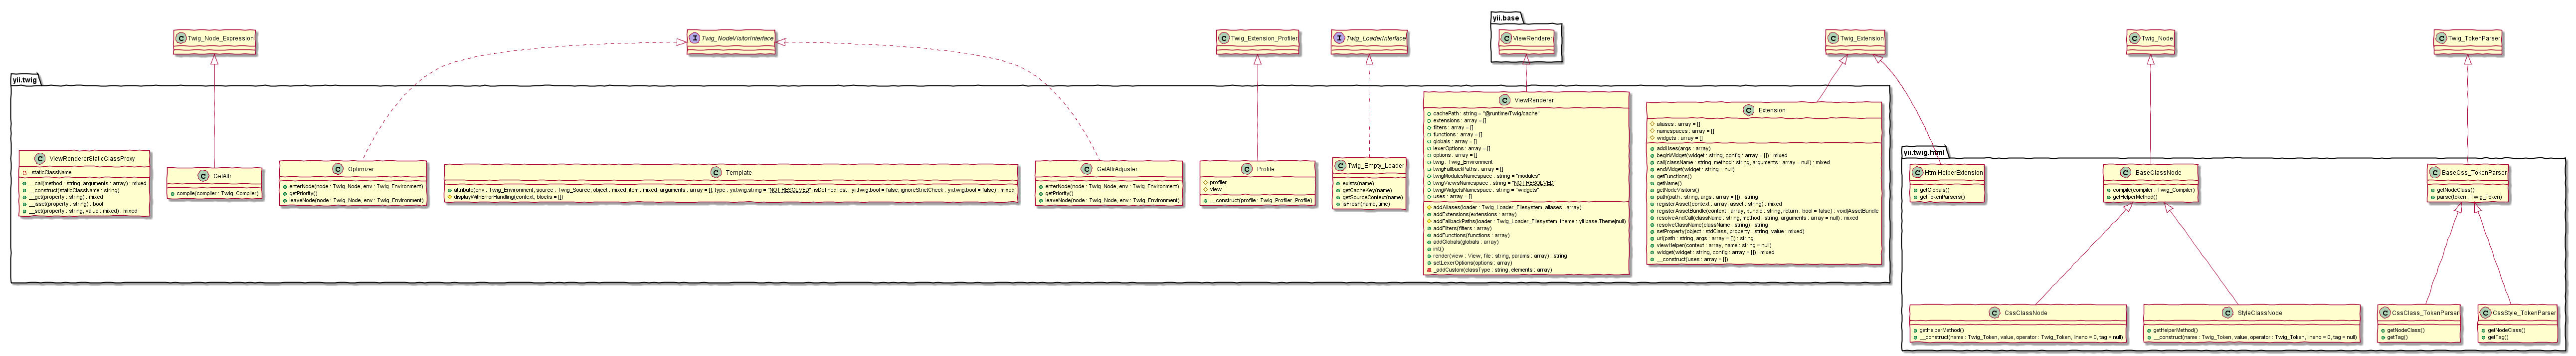 yii.base
Twig_Node_Expression
Twig_NodeVisitorInterface
Twig_Extension_Profiler
Twig_LoaderInterface
ViewRenderer
Twig_Extension
Twig_Node
Twig_TokenParser
yii.twig
ViewRendererStaticClassProxy
_staticClassName
__call(method : string, arguments : array) : mixed
__construct(staticClassName : string)
__get(property : string) : mixed
__isset(property : string) : bool
__set(property : string, value : mixed) : mixed
GetAttr
compile(compiler : Twig_Compiler)
Optimizer
enterNode(node : Twig_Node, env : Twig_Environment)
getPriority()
leaveNode(node : Twig_Node, env : Twig_Environment)
Template
attribute(env : Twig_Environment, source : Twig_Source, object : mixed, item : mixed, arguments : array = [], type : yii.twig.string = "NOT RESOLVED", isDefinedTest : yii.twig.bool = false, ignoreStrictCheck : yii.twig.bool = false) : mixed
displayWithErrorHandling(context, blocks = [])
GetAttrAdjuster
enterNode(node : Twig_Node, env : Twig_Environment)
getPriority()
leaveNode(node : Twig_Node, env : Twig_Environment)
Profile
profiler
view
__construct(profile : Twig_Profiler_Profile)
Twig_Empty_Loader
exists(name)
getCacheKey(name)
getSourceContext(name)
isFresh(name, time)
ViewRenderer
cachePath : string = "@runtime/Twig/cache"
extensions : array = []
filters : array = []
functions : array = []
globals : array = []
lexerOptions : array = []
options : array = []
twig : Twig_Environment
twigFallbackPaths : array = []
twigModulesNamespace : string = "modules"
twigViewsNamespace : string = "NOT RESOLVED"
twigWidgetsNamespace : string = "widgets"
uses : array = []
addAliases(loader : Twig_Loader_Filesystem, aliases : array)
addExtensions(extensions : array)
addFallbackPaths(loader : Twig_Loader_Filesystem, theme : yii.base.Theme|null)
addFilters(filters : array)
addFunctions(functions : array)
addGlobals(globals : array)
init()
render(view : View, file : string, params : array) : string
setLexerOptions(options : array)
_addCustom(classType : string, elements : array)
Extension
aliases : array = []
namespaces : array = []
widgets : array = []
addUses(args : array)
beginWidget(widget : string, config : array = []) : mixed
call(className : string, method : string, arguments : array = null) : mixed
endWidget(widget : string = null)
getFunctions()
getName()
getNodeVisitors()
path(path : string, args : array = []) : string
registerAsset(context : array, asset : string) : mixed
registerAssetBundle(context : array, bundle : string, return : bool = false) : void|AssetBundle
resolveAndCall(className : string, method : string, arguments : array = null) : mixed
resolveClassName(className : string) : string
setProperty(object : stdClass, property : string, value : mixed)
url(path : string, args : array = []) : string
viewHelper(context : array, name : string = null)
widget(widget : string, config : array = []) : mixed
__construct(uses : array = [])
yii.twig.html
HtmlHelperExtension
getGlobals()
getTokenParsers()
BaseClassNode
compile(compiler : Twig_Compiler)
getHelperMethod()
BaseCss_TokenParser
getNodeClass()
parse(token : Twig_Token)
CssClassNode
getHelperMethod()
__construct(name : Twig_Token, value, operator : Twig_Token, lineno = 0, tag = null)
StyleClassNode
getHelperMethod()
__construct(name : Twig_Token, value, operator : Twig_Token, lineno = 0, tag = null)
CssClass_TokenParser
getNodeClass()
getTag()
CssStyle_TokenParser
getNodeClass()
getTag()